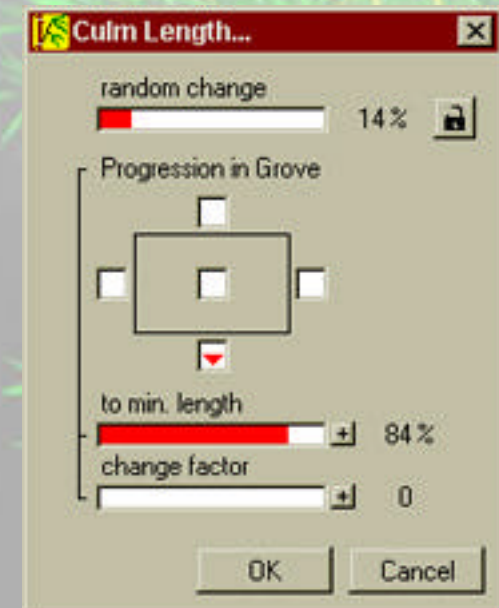 Culm Length...
random change
14%
Progression in Grove
to min. length
+ 84%
change factor
+ 0
OK Cancel